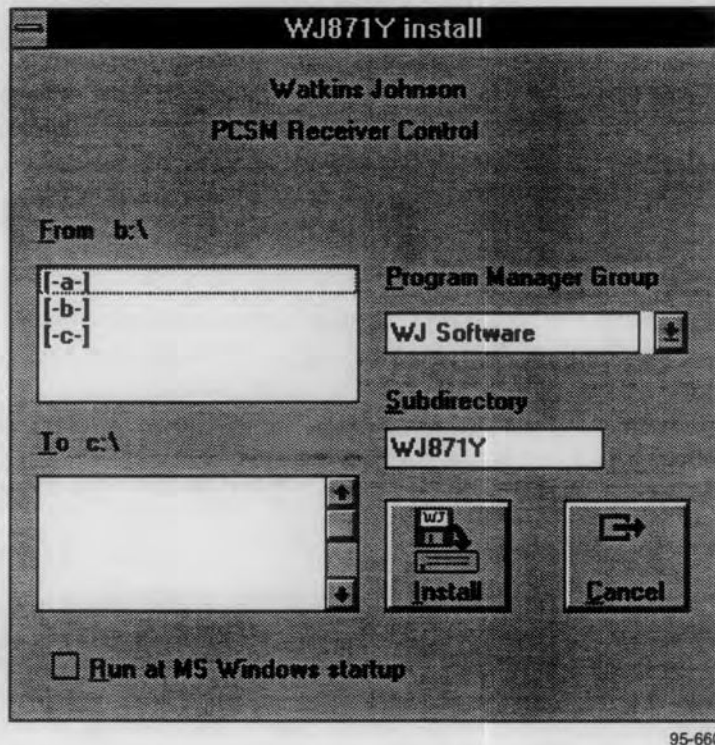 WJ871Y install
Watkins Johnson
PCSM Receiver Control
From b:\
[-a-]
[-b-]
[-c-]
Program Manager Group
WJ Software
Subdirectory
WJ871Y
To c:\
WJ
Install
Cancel
Run at MS Windows startup